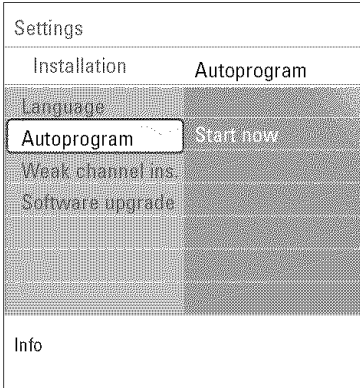 Settings
Installation
Autoprogram
Language
Autoprogram
Start now
Weak channel ins.
Software upgrade
Info